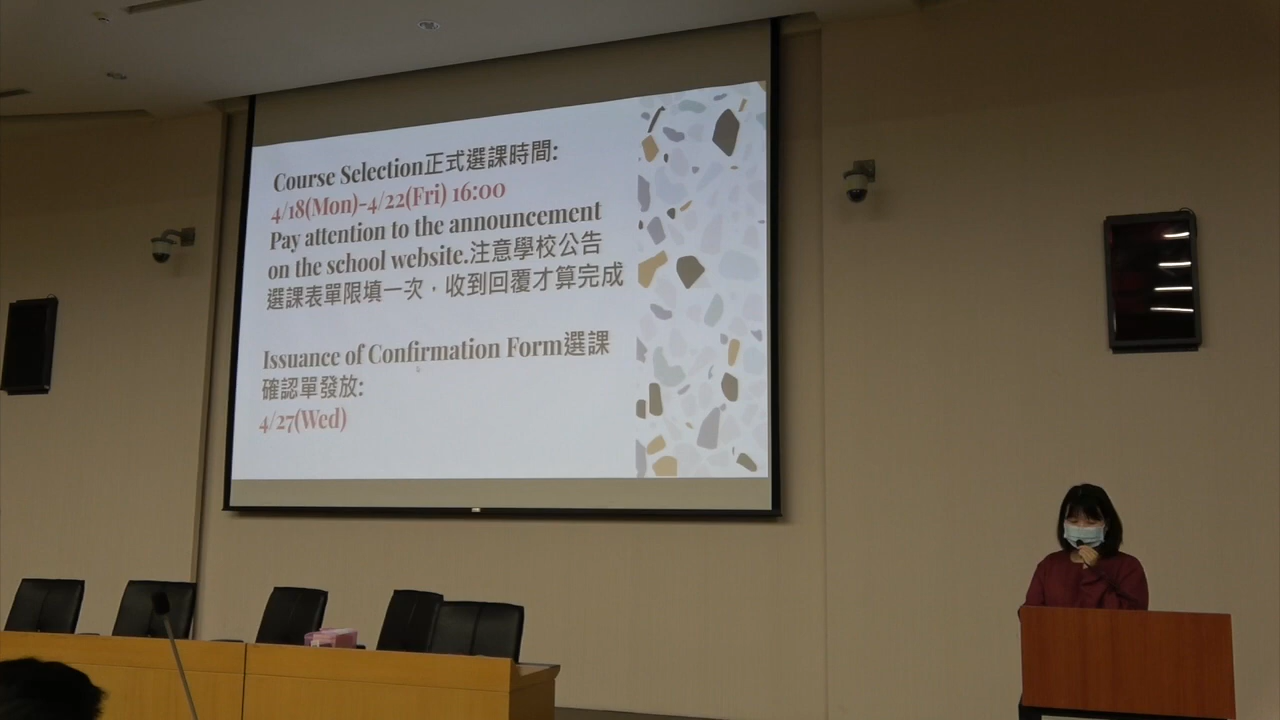 Course Selection正式選課時間:
4/18(Mon)-4/22(Fri) 16:00
Pay attention to the announcement
on the school website.注意學校公告
選課表單限填一次，收到回覆才算完成
Issuance of Confirmation Form選課
確認單發放:
4/27(Wed)